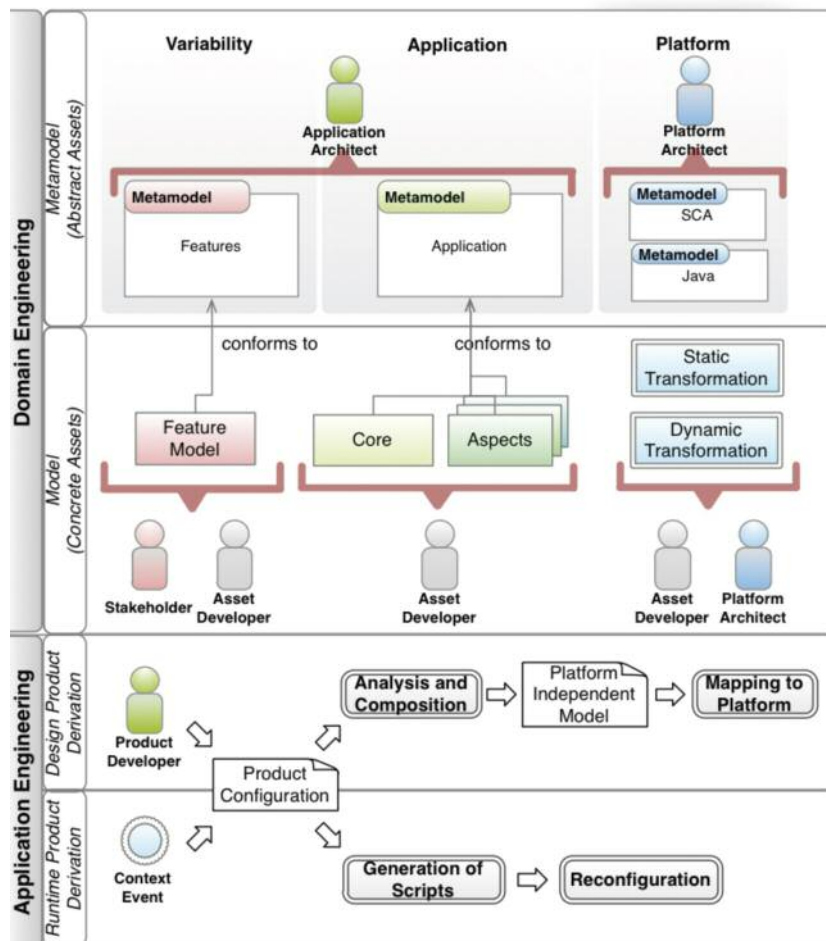 Variability
Application
Platform
Application
Architect
Platform
Architect
Metamodel
Features
Metamodel
Application
Metamodel
SCA
Metamodel
Java
Domain Engineering
Metamodel
(Abstract Assets)
conforms to
conforms to
Static
Transformation
Feature
Model
Core
Aspects
Dynamic
Transformation
Model
(Concrete Assets)
Stakeholder
Asset
Developer
Asset
Developer
Asset
Developer
Platform
Architect
Application Engineering
Design Product
Derivation
Product
Developer
Analysis and
Composition
Platform
Independent
Model
Mapping to
Platform
Product
Configuration
Runtime Product
Derivation
Context
Event
Generation of
Scripts
Reconfiguration